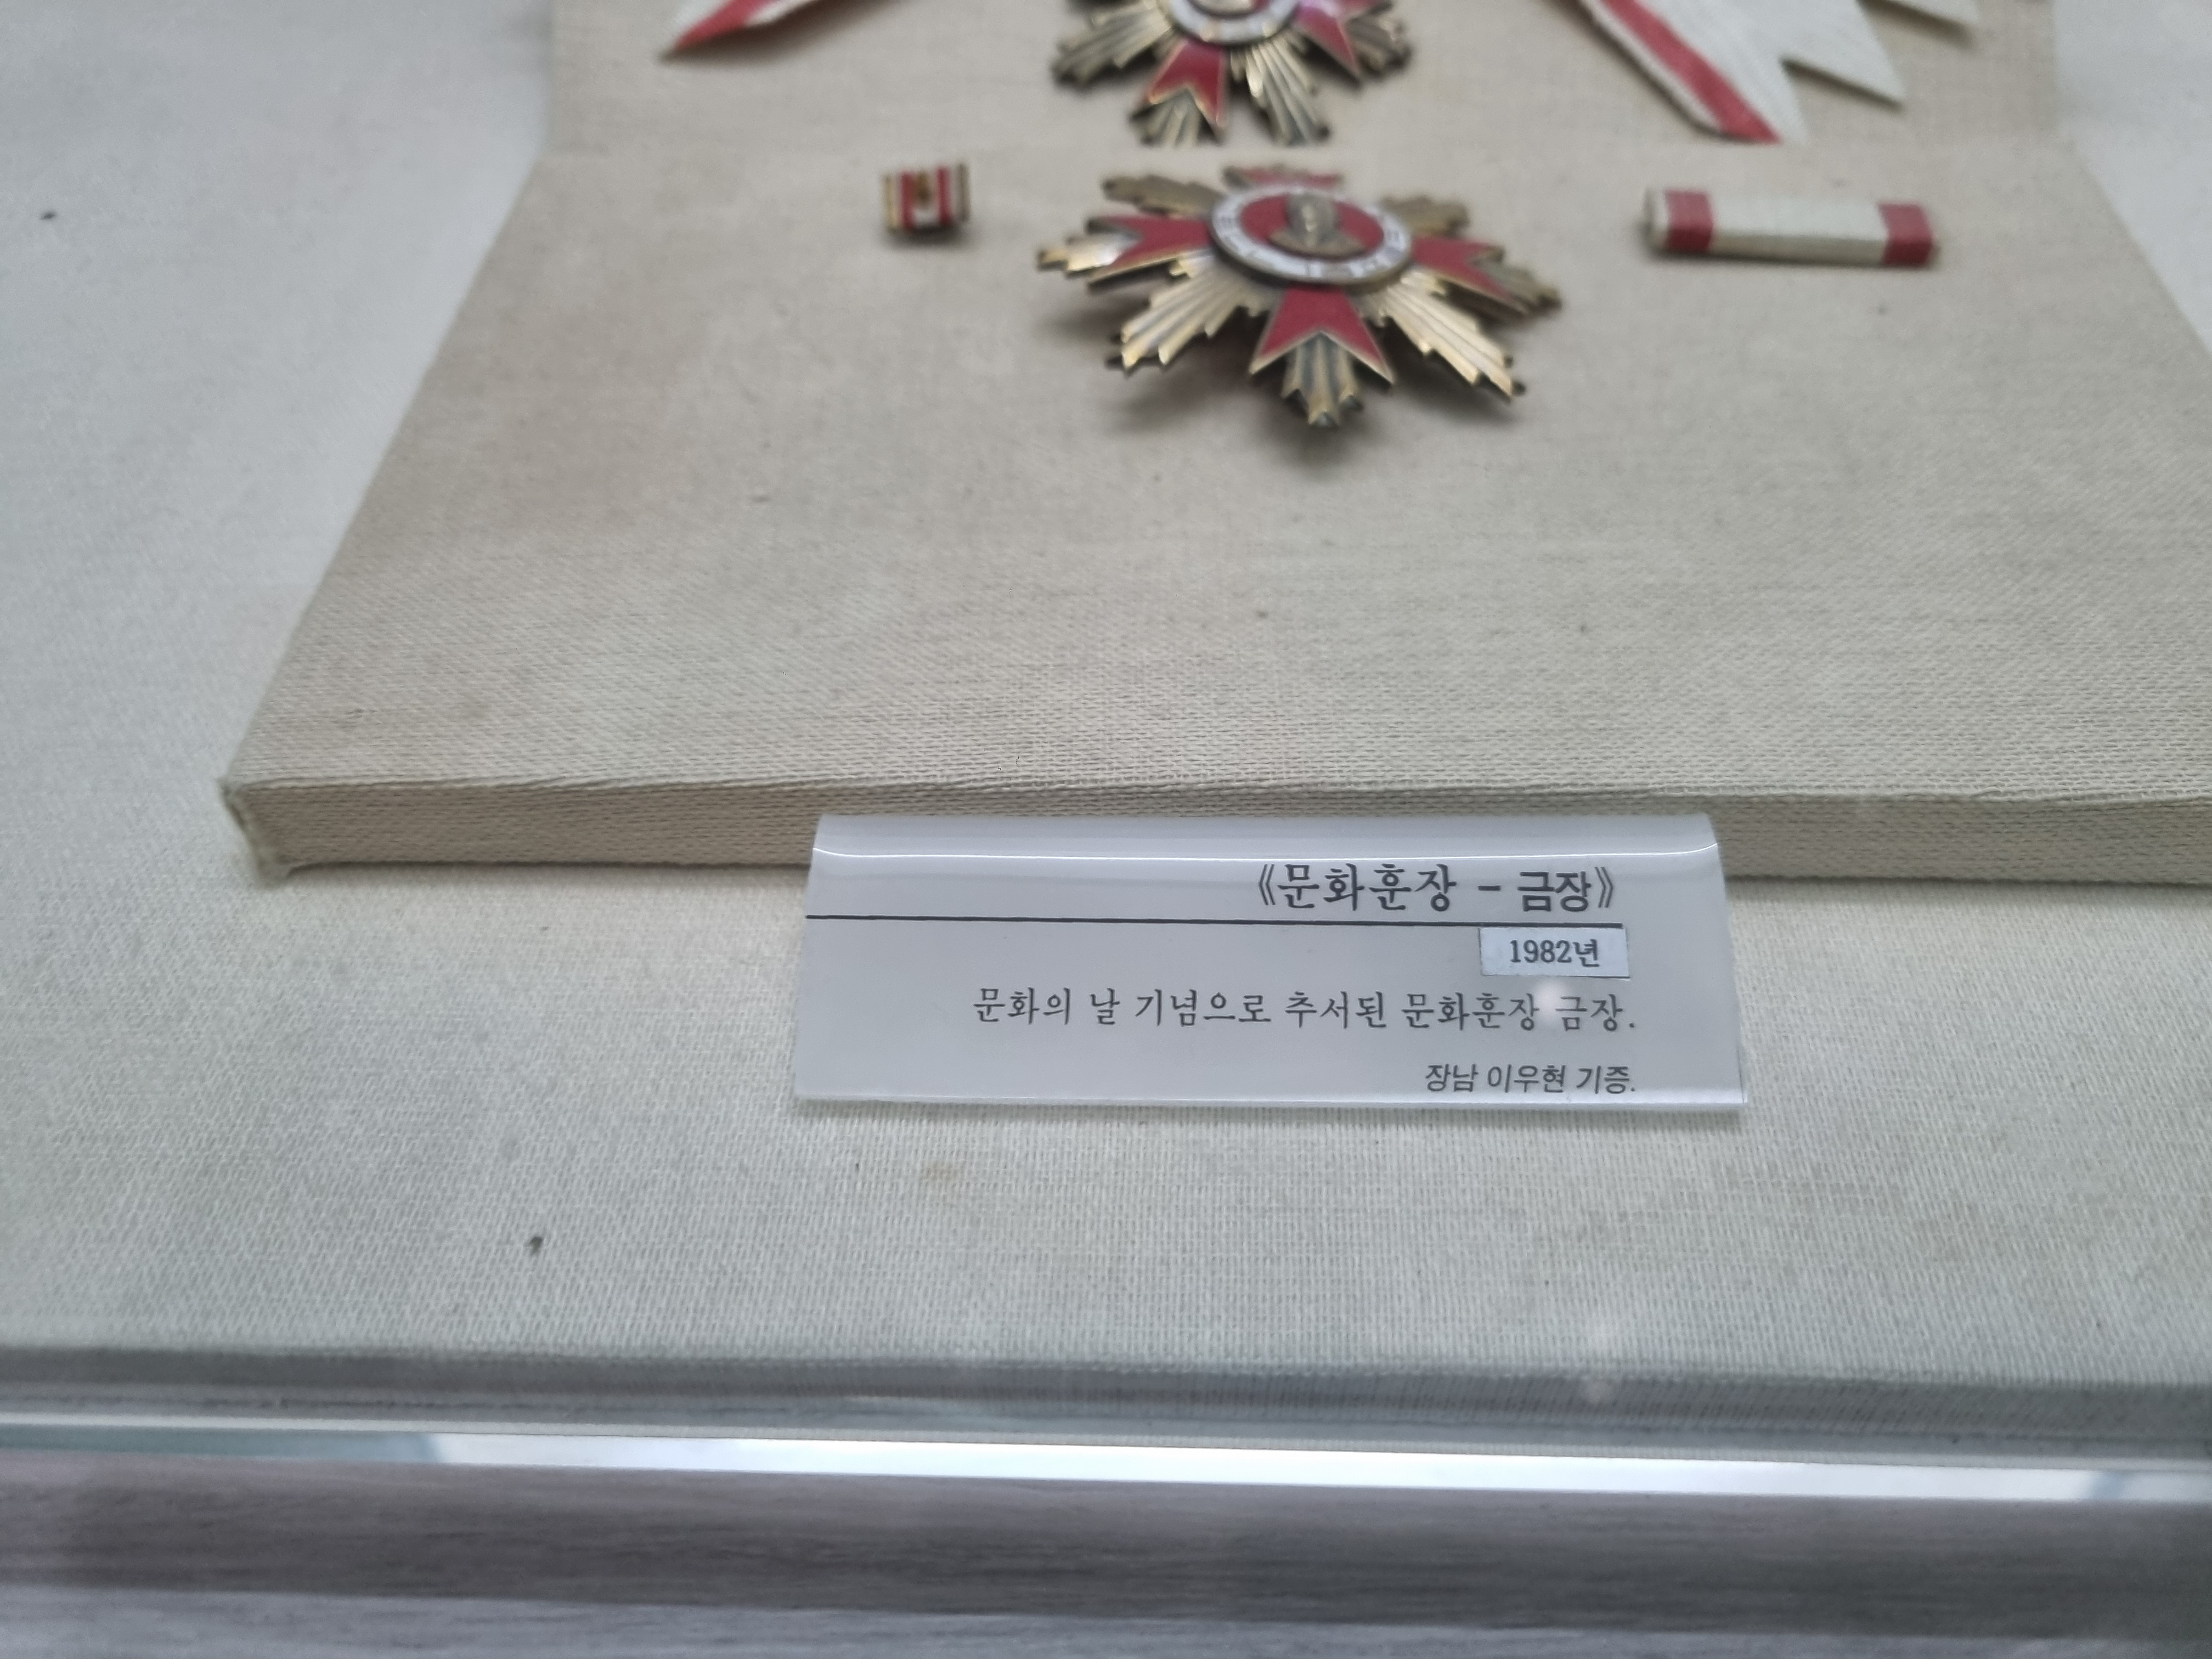 《문화훈장 - 금장》
1982년
문화의 날 기념으로 추서된 문화훈장 금장.
장남 이우현 기증.